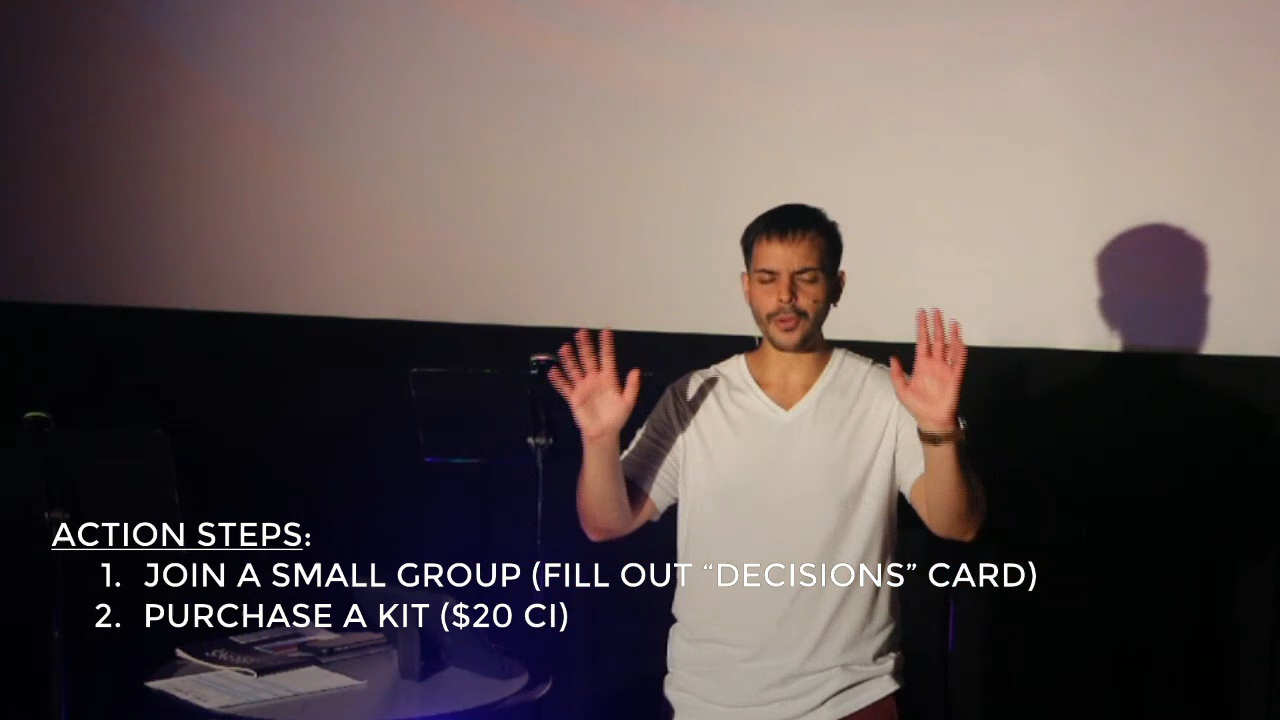 ACTION STEPS:
1. JOIN A SMALL GROUP (FILL OUT “DECISIONS” CARD)
2. PURCHASE A KIT ($20 CI)